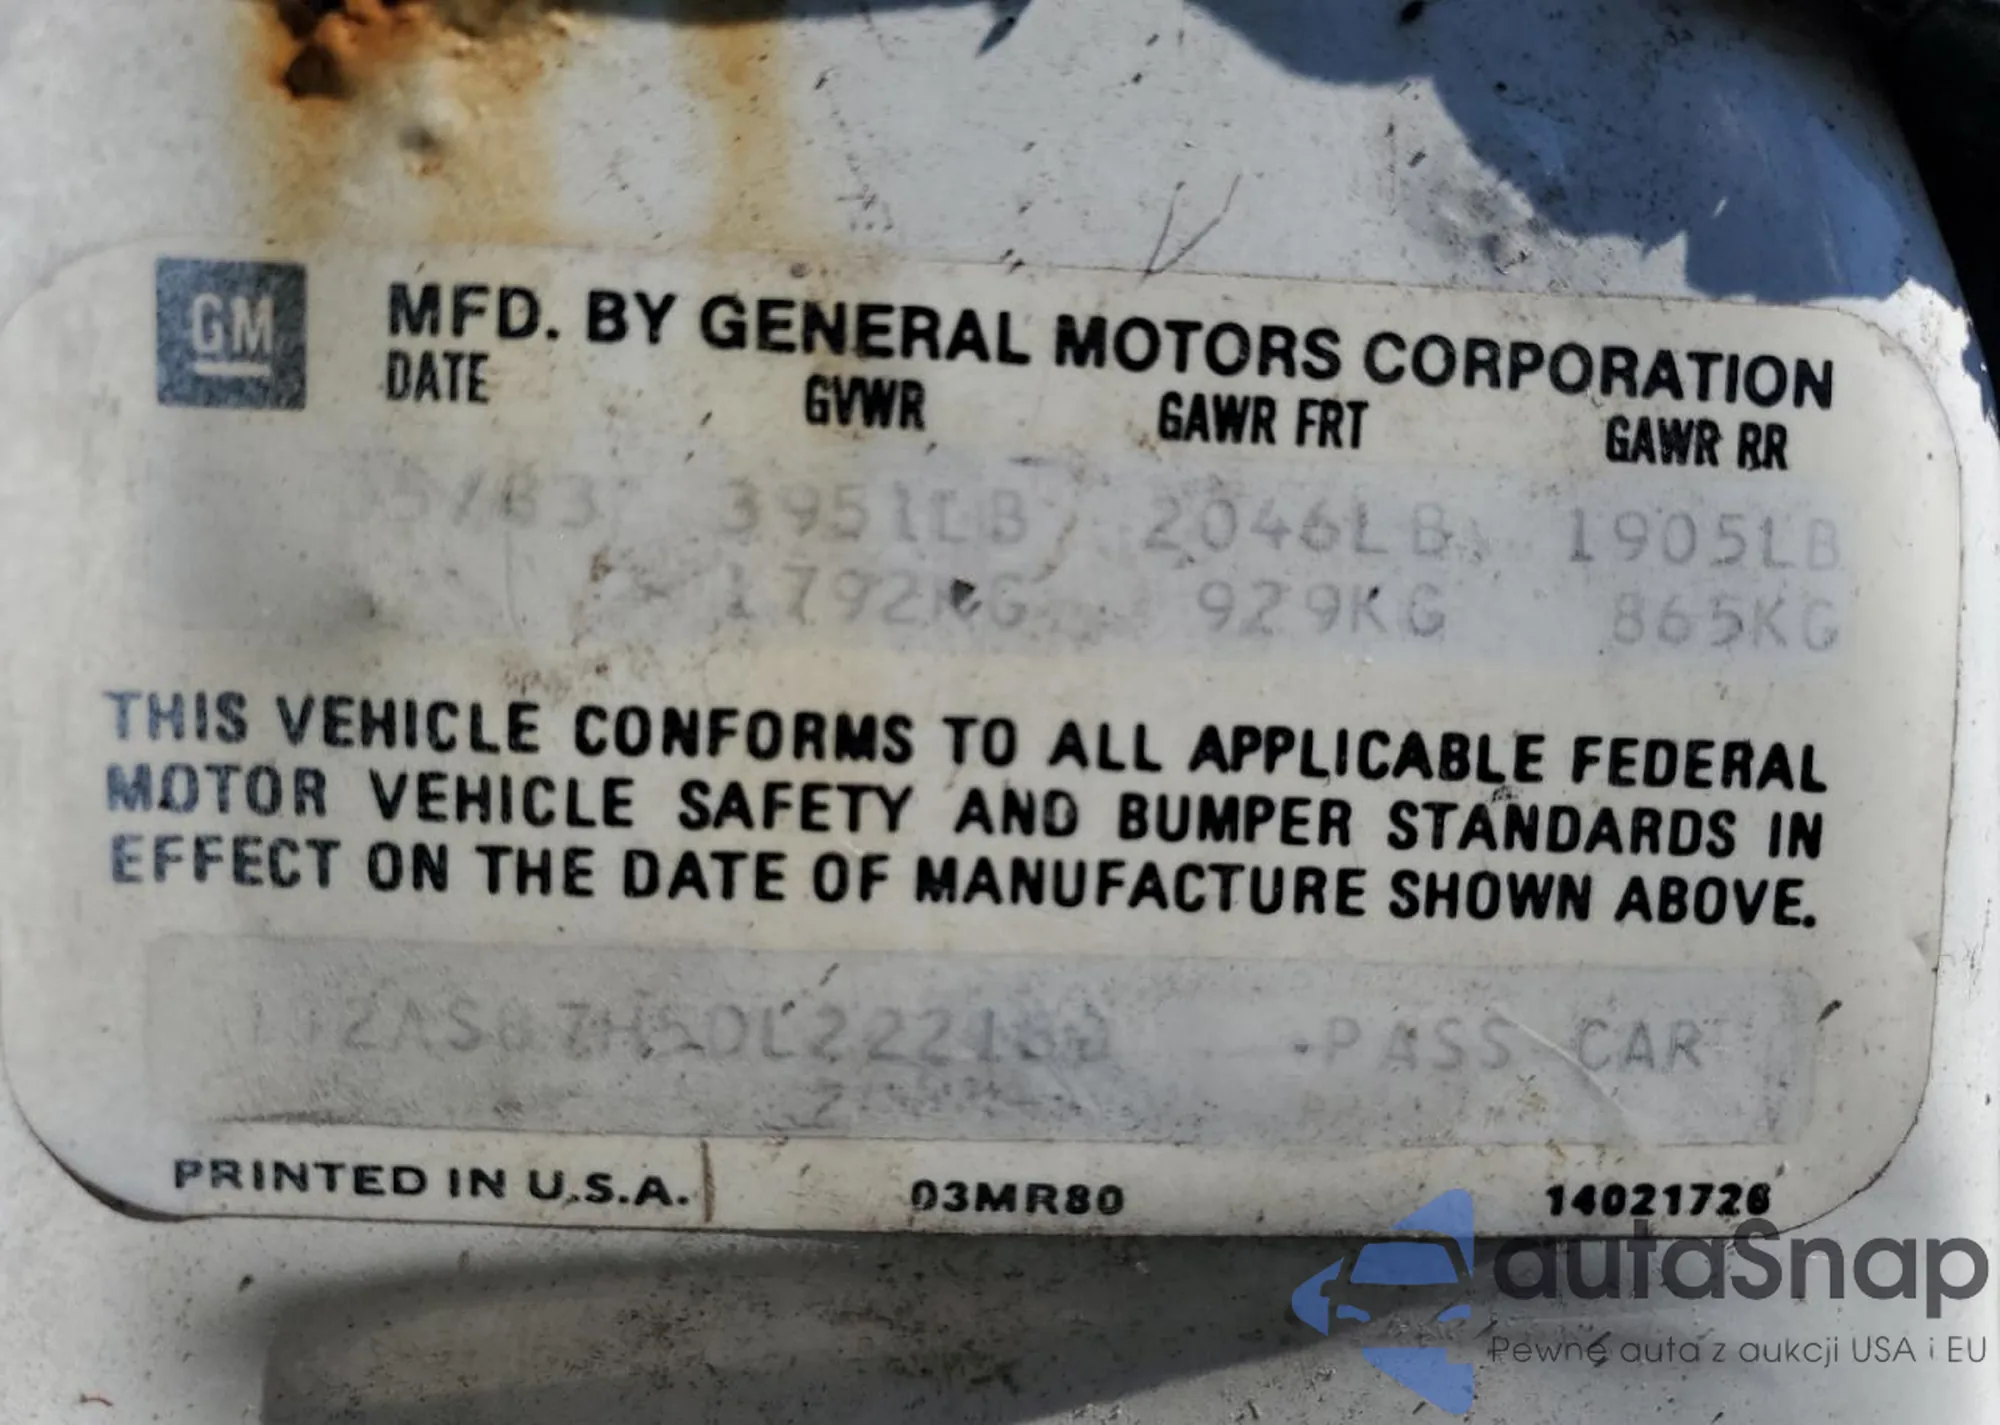 GM
MFD. BY GENERAL MOTORS CORPORATION
DATE GVWR GAWR FRT GAWR RR
5/83 3951LB 2046LB 1905LB
1792KG 929KG 865KG
THIS VEHICLE CONFORMS TO ALL APPLICABLE FEDERAL
MOTOR VEHICLE SAFETY AND BUMPER STANDARDS IN
EFFECT ON THE DATE OF MANUFACTURE SHOWN ABOVE.
PASS CAR
PRINTED IN U.S.A. 03MR80 14021726
autaSnap
Pewne auta z aukcji USA i EU